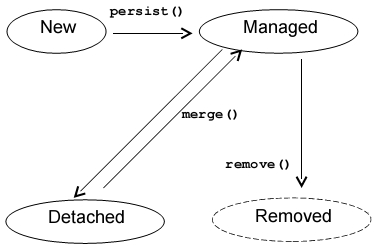 persist()
New
Managed
merge()
remove()
Detached
Removed